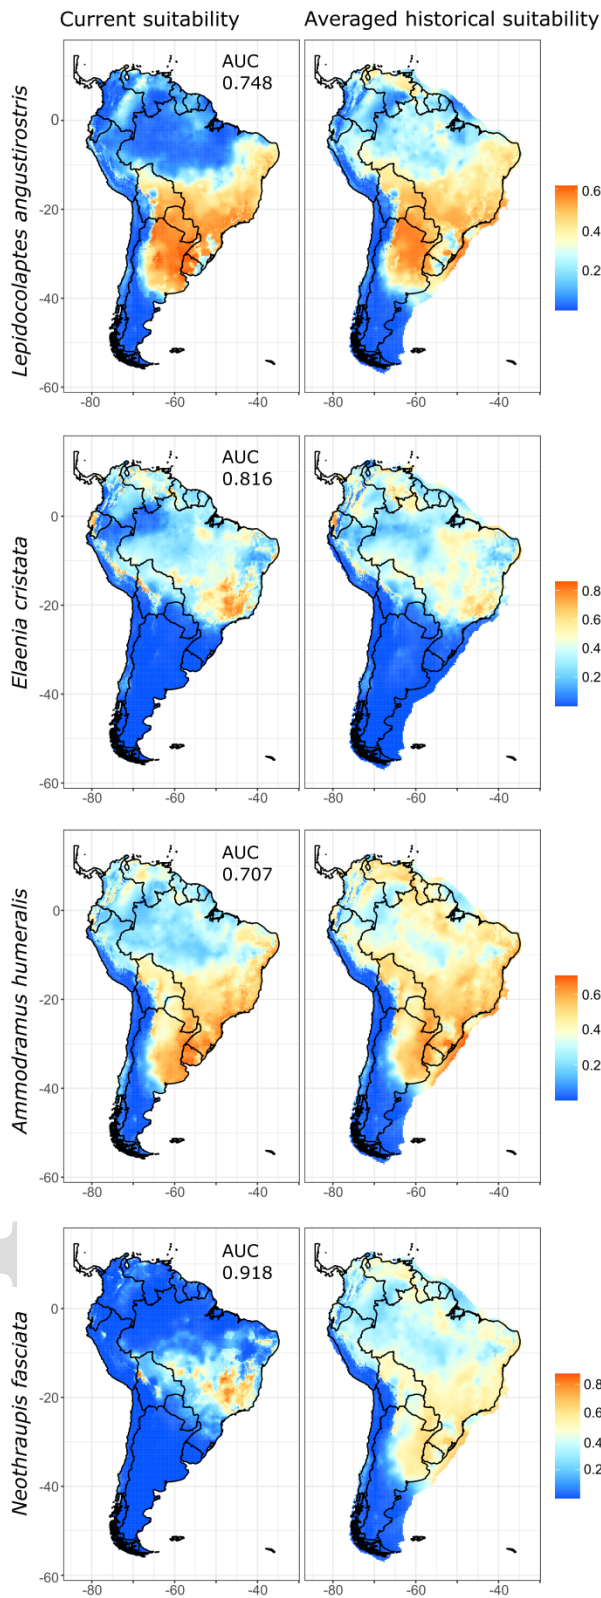 Current suitability Averaged historical suitability
Lepidocolaptes angustirostris
AUC
0.748
0
-20
-40
-60
-80 -60 -40 -80 -60 -40
0.6
0.4
0.2
Elaenia cristata
AUC
0.816
0
-20
-40
-60
-80 -60 -40 -80 -60 -40
0.8
0.6
0.4
0.2
Ammodramus humeralis
AUC
0.707
0
-20
-40
-60
-80 -60 -40 -80 -60 -40
0.6
0.4
0.2
Neothraupis fasciata
AUC
0.918
0
-20
-40
-60
-80 -60 -40 -80 -60 -40
0.8
0.6
0.4
0.2